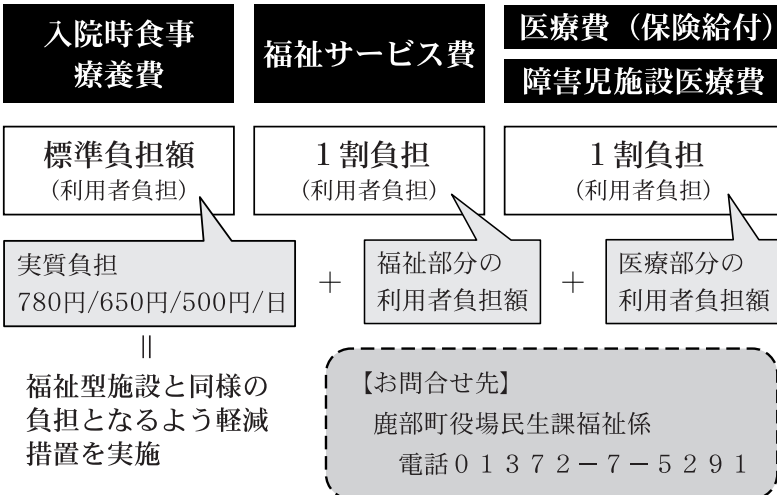 入院時食事
療養費
福祉サービス費
医療費（保険給付）
障害児施設医療費
標準負担額
（利用者負担）
１割負担
（利用者負担）
１割負担
（利用者負担）
実質負担
780円/650円/500円/日
＋
福祉部分の
利用者負担額
＋
医療部分の
利用者負担額
＝
福祉型施設と同様の
負担となるよう軽減
措置を実施
【お問合せ先】
鹿部町役場民生課福祉係
電話０１３７２－７－５２９１